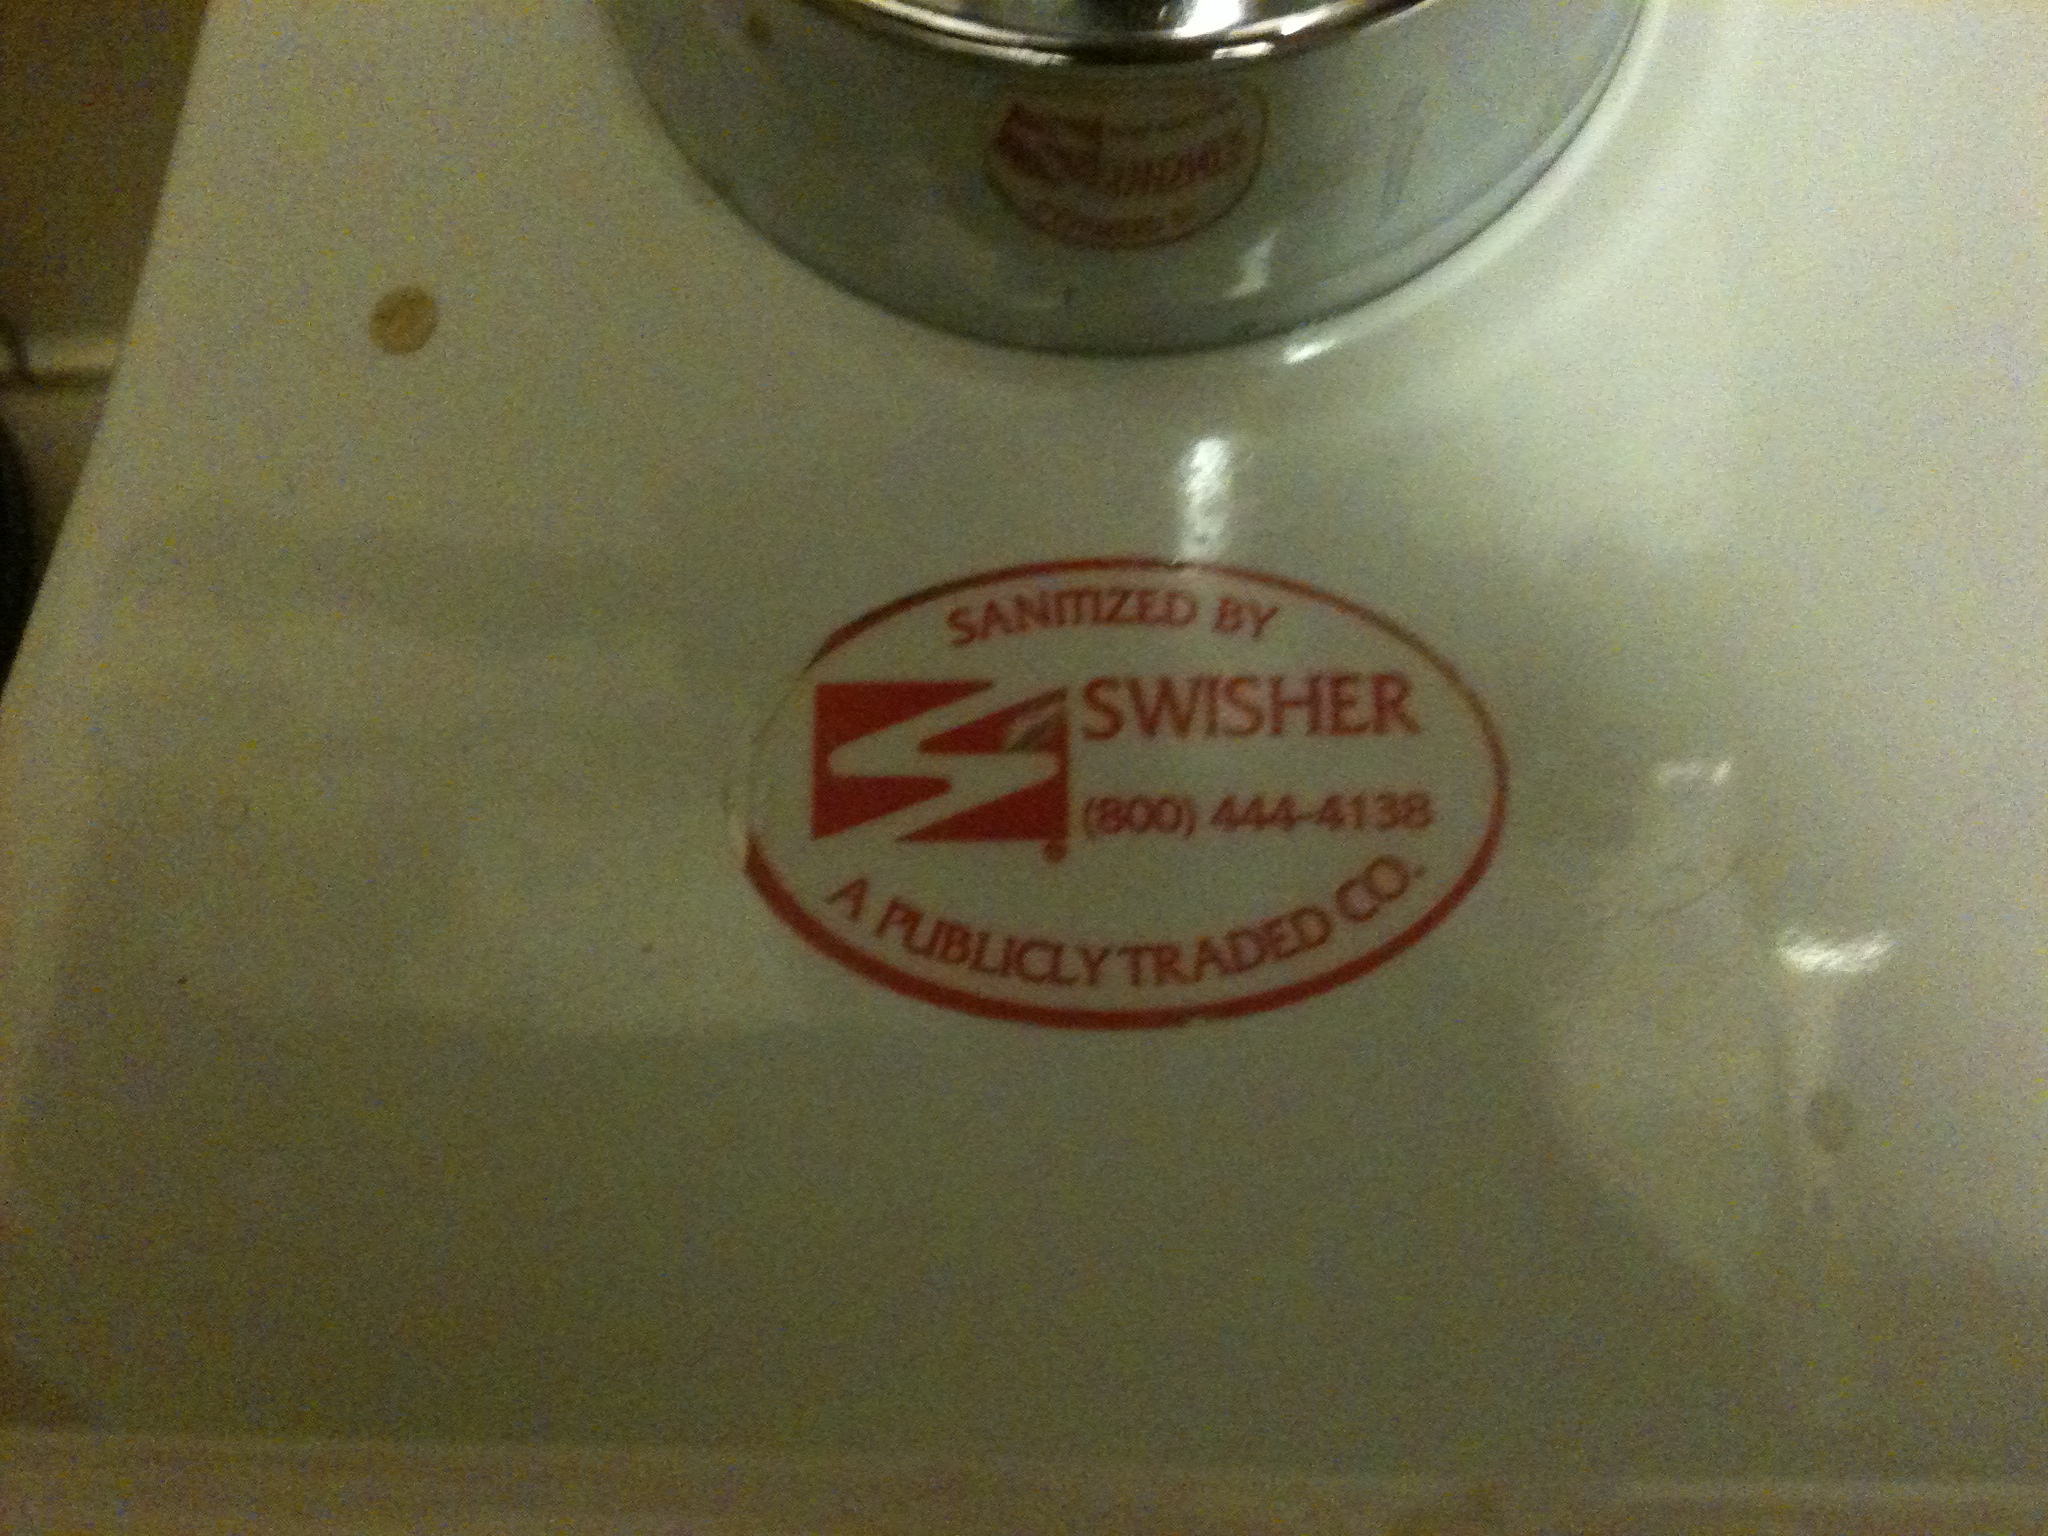 SANITIZED BY
SWISHER
(800) 444-4138
A PUBLICLY TRADED CO.